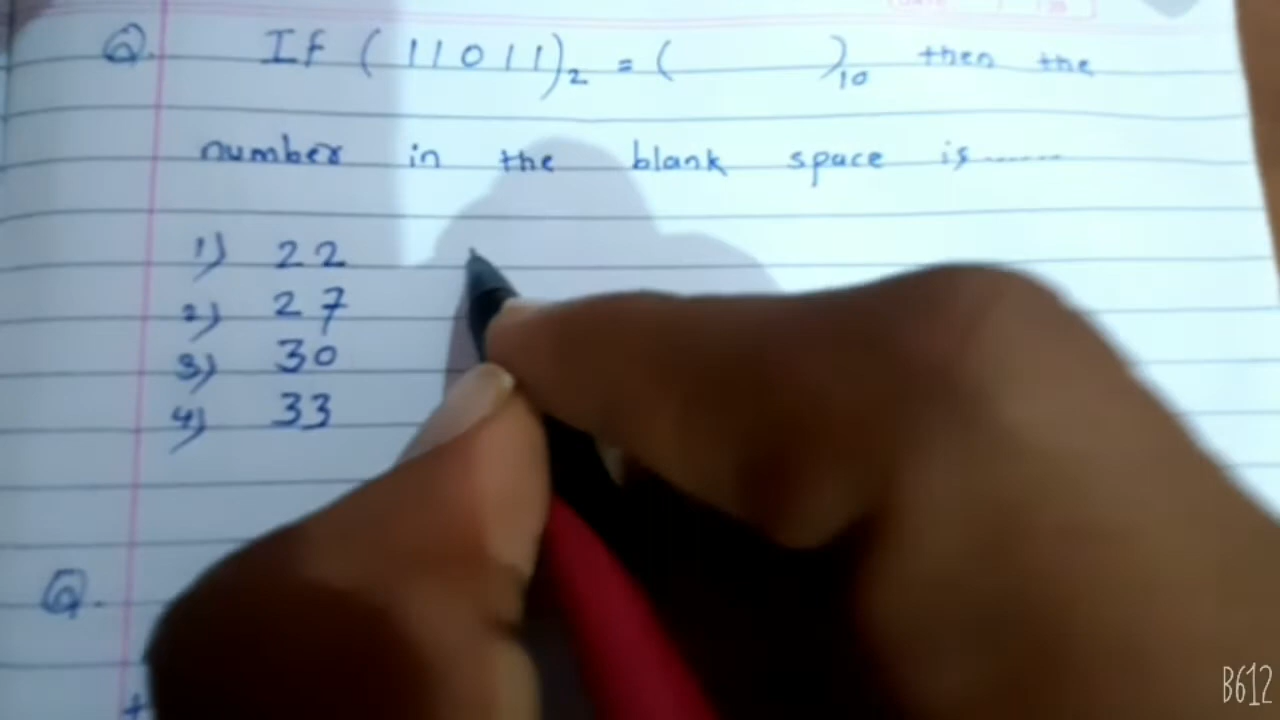 Q. If (11011)₂ = (      )₁₀ then the
number in the blank space is ......
1) 22
2) 27
3) 30
4) 33
Q.
B612